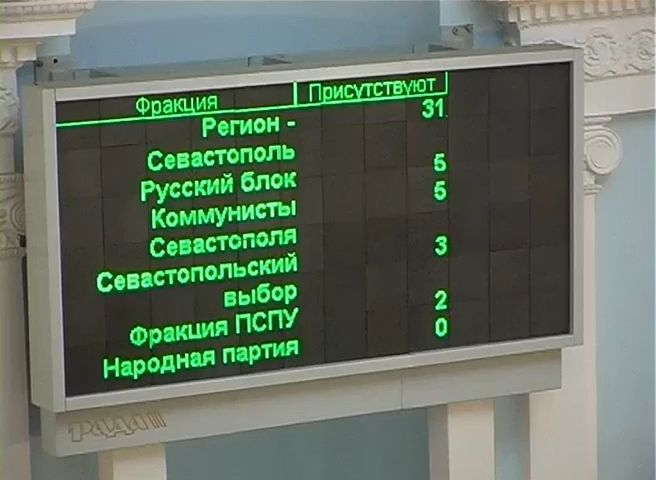 Фракция Присутствуют
Регион - 31
Севастополь
Русский блок 5
Коммунисты 5
Севастополя
Севастопольский 3
выбор
Фракция ПСПУ 2
Народная партия 0
РАДА